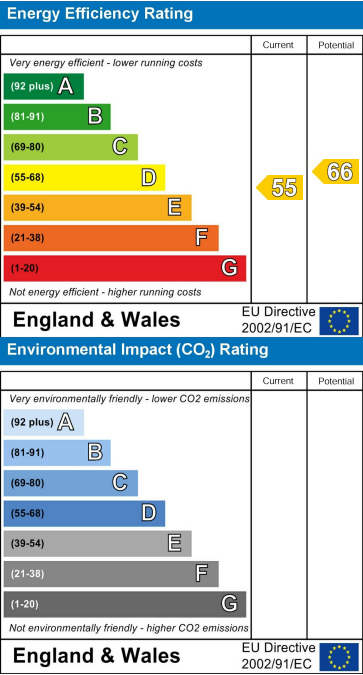 Energy Efficiency Rating
Current Potential
Very energy efficient - lower running costs
(92 plus) A
(81-91) B
(69-80) C
(55-68) D
(39-54) E
(21-38) F
(1-20) G
55
66
Not energy efficient - higher running costs
England & Wales
EU Directive
2002/91/EC
Environmental Impact (CO₂) Rating
Current Potential
Very environmentally friendly - lower CO2 emissions
(92 plus) A
(81-91) B
(69-80) C
(55-68) D
(39-54) E
(21-38) F
(1-20) G
Not environmentally friendly - higher CO2 emissions
England & Wales
EU Directive
2002/91/EC